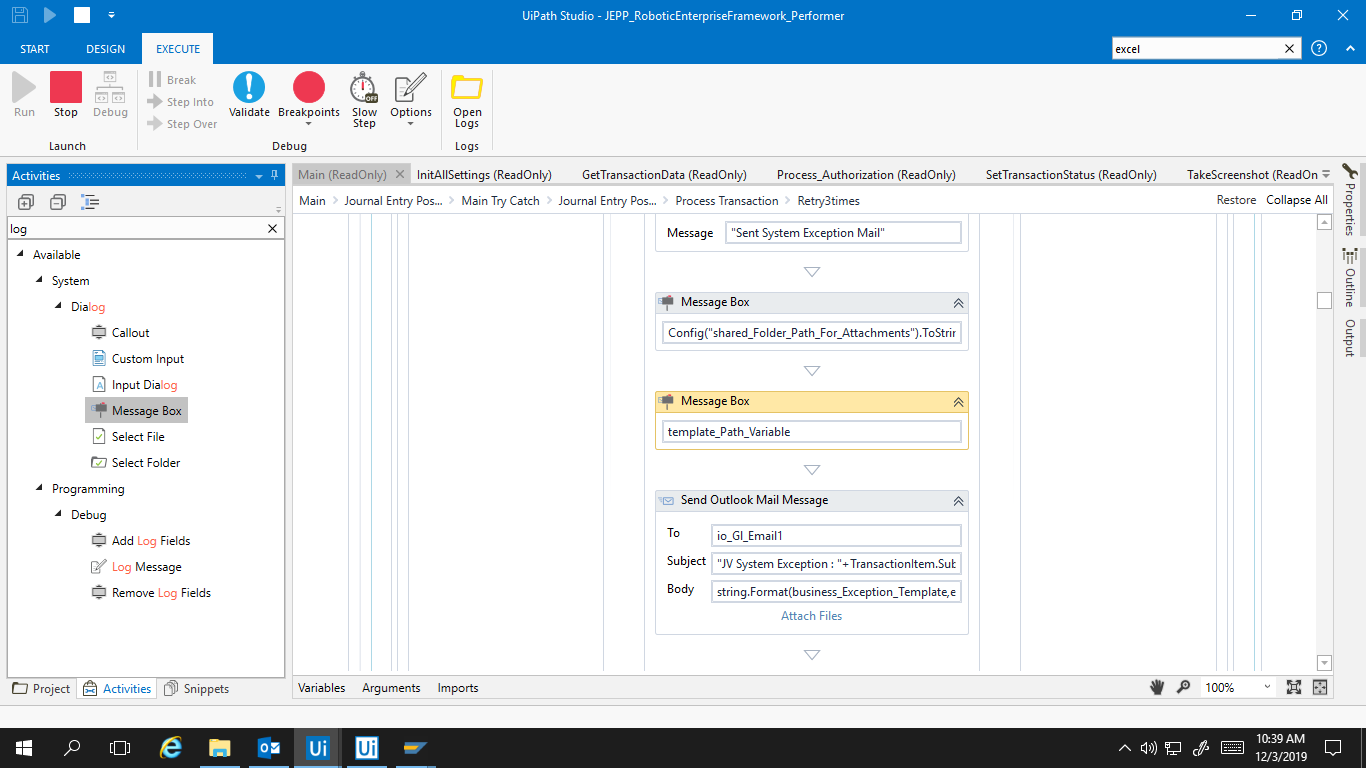 UiPath Studio - JEPP_RoboticEnterpriseFramework_Performer
START DESIGN EXECUTE
excel
Run Stop Debug
Launch
Break
Step Into
Step Over
Validate Breakpoints Slow Step Options
Debug
Open Logs
Logs
Activities
log
Available
System
Dialog
Callout
Custom Input
Input Dialog
Message Box
Select File
Select Folder
Programming
Debug
Add Log Fields
Log Message
Remove Log Fields
Project Activities Snippets
Main (ReadOnly) InitAllSettings (ReadOnly) GetTransactionData (ReadOnly) Process_Authorization (ReadOnly) SetTransactionStatus (ReadOnly) TakeScreenshot (ReadOn
Main Journal Entry Pos... Main Try Catch Journal Entry Pos... Process Transaction Retry3times Restore Collapse All
Message "Sent System Exception Mail"
Message Box
Config("shared_Folder_Path_For_Attachments").ToStrin
Message Box
template_Path_Variable
Send Outlook Mail Message
To io_Gl_Email1
Subject "JV System Exception : "+TransactionItem.Sub
Body string.Format(business_Exception_Template,e
Attach Files
Variables Arguments Imports 100%
Properties
Outline
Output
Ui Ui
10:39 AM
12/3/2019